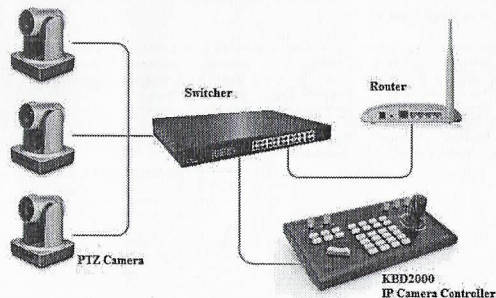 Switcher
Router
PTZ Camera
KBD2000
IP Camera Controller